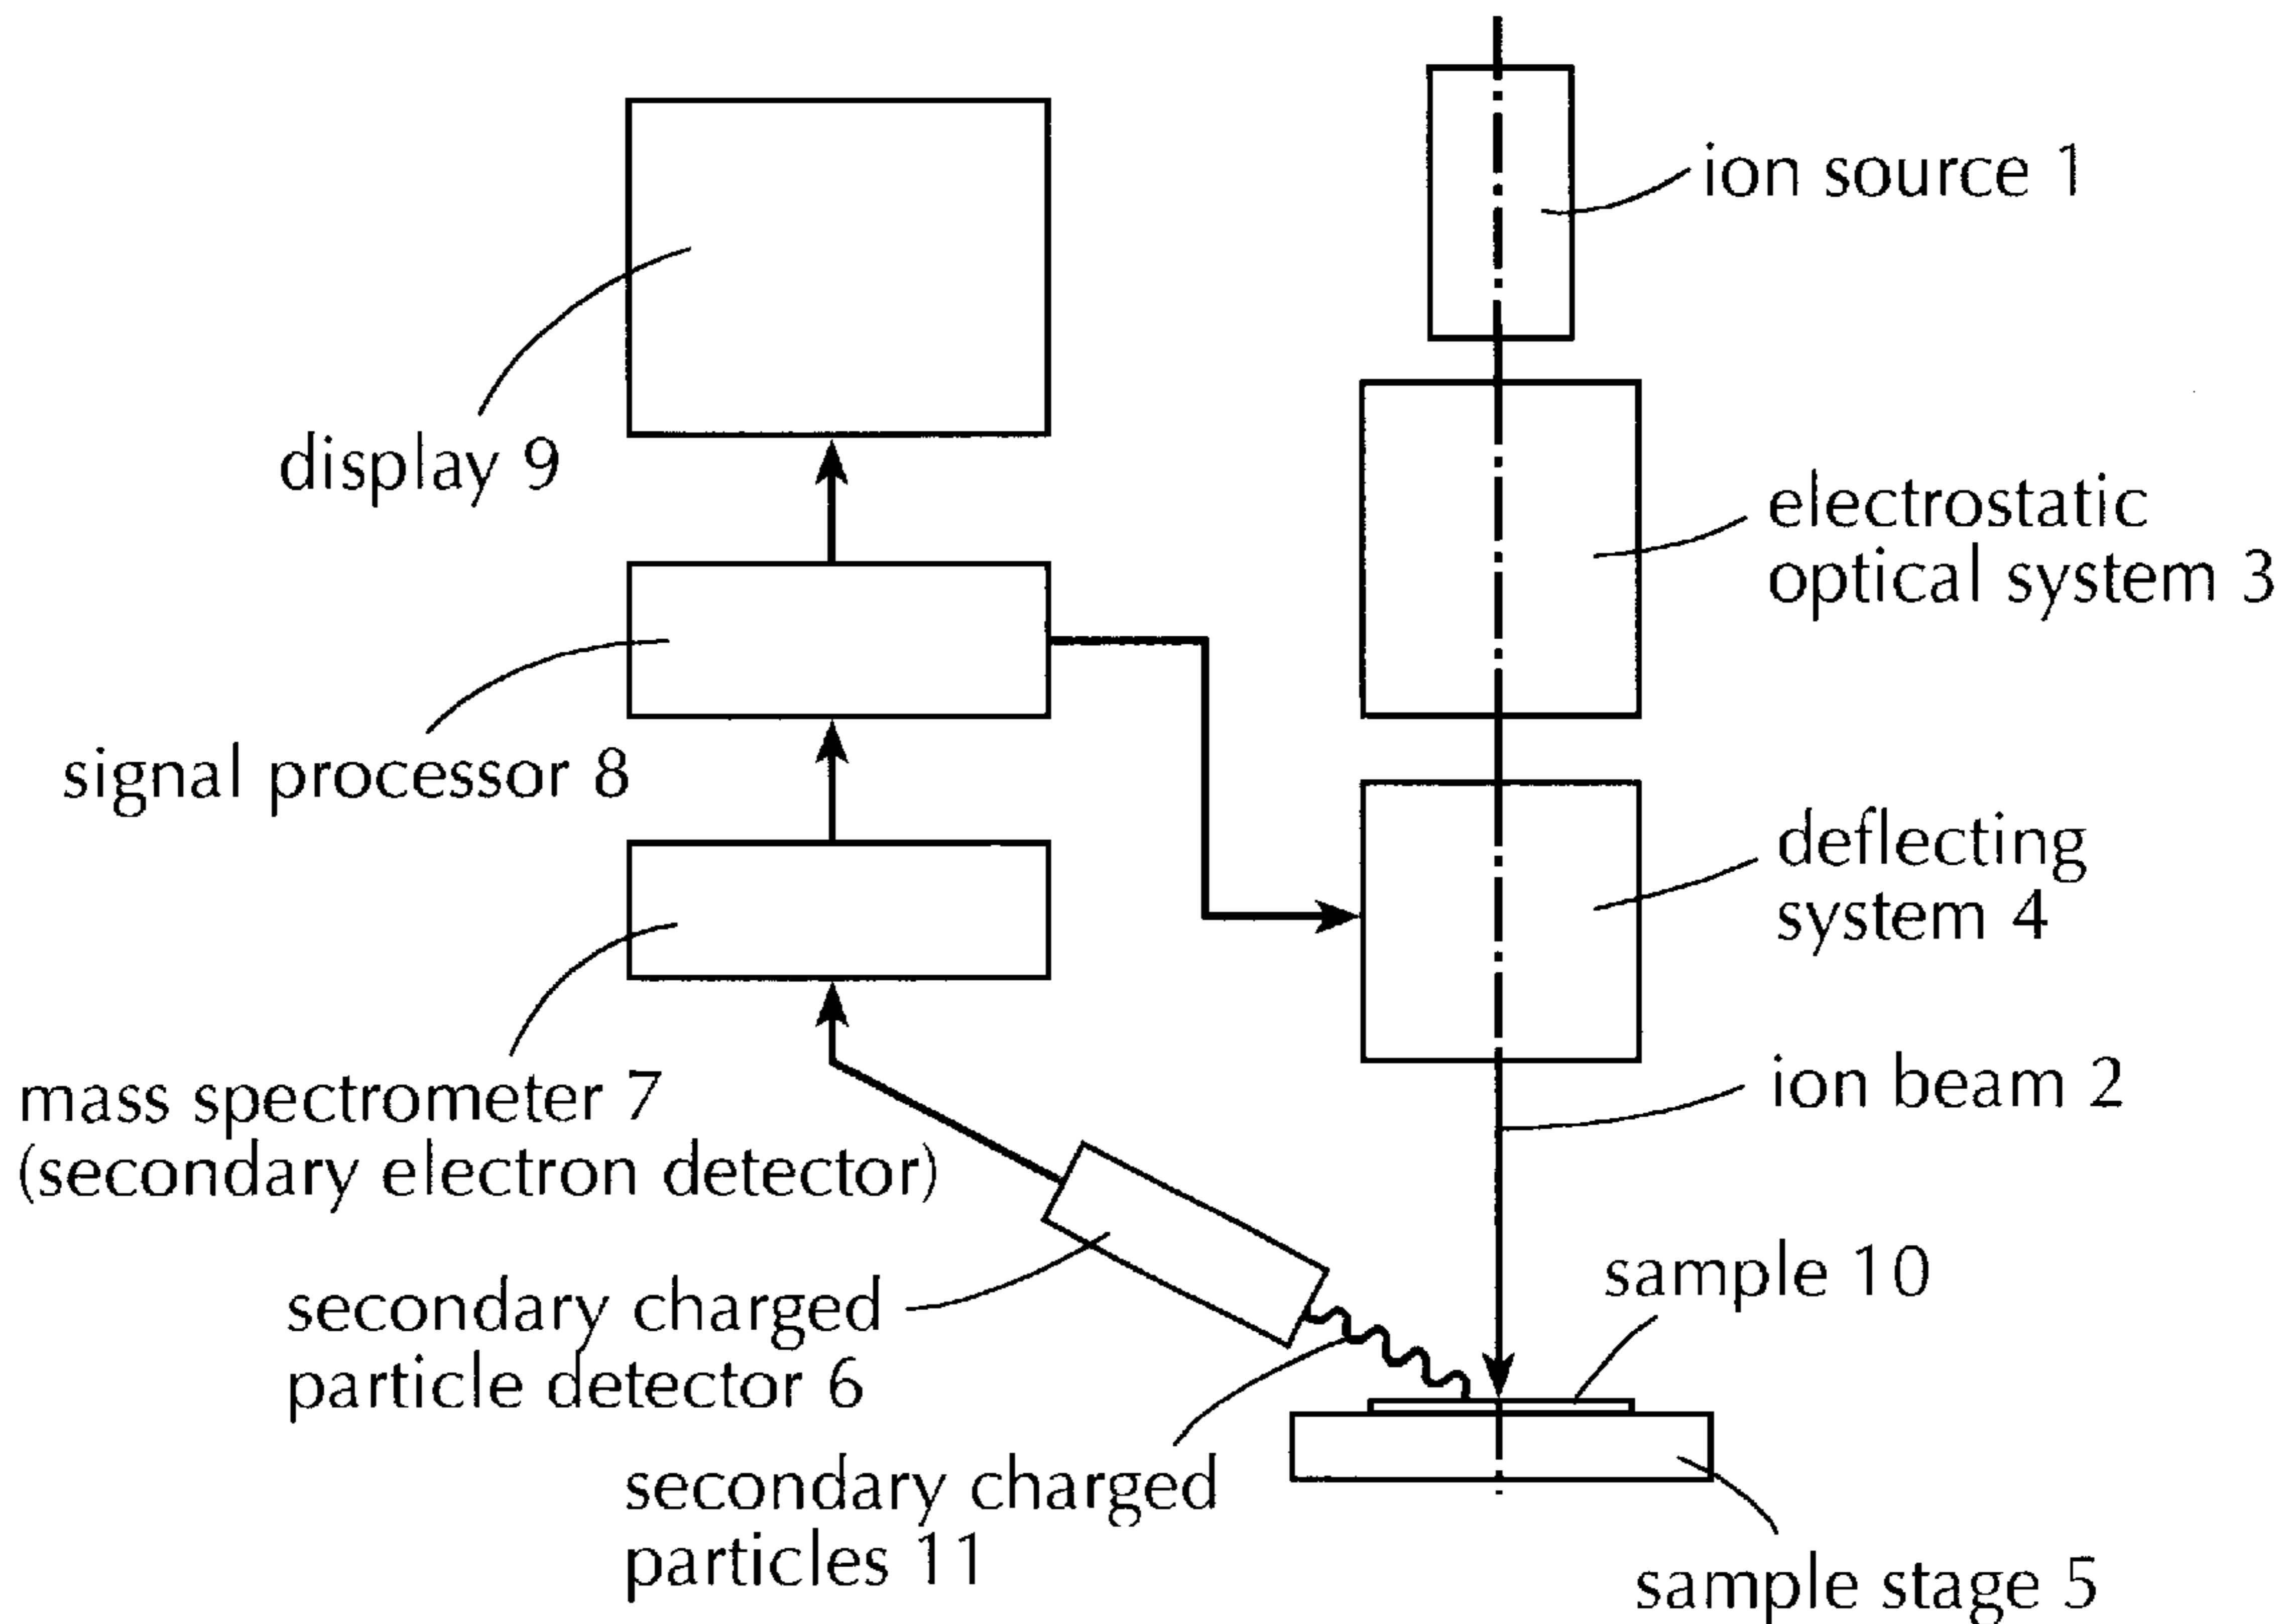 ion source 1
display 9
electrostatic
optical system 3
signal processor 8
deflecting
system 4
ion beam 2
mass spectrometer 7
(secondary electron detector)
sample 10
secondary charged
particle detector 6
secondary charged
particles 11
sample stage 5